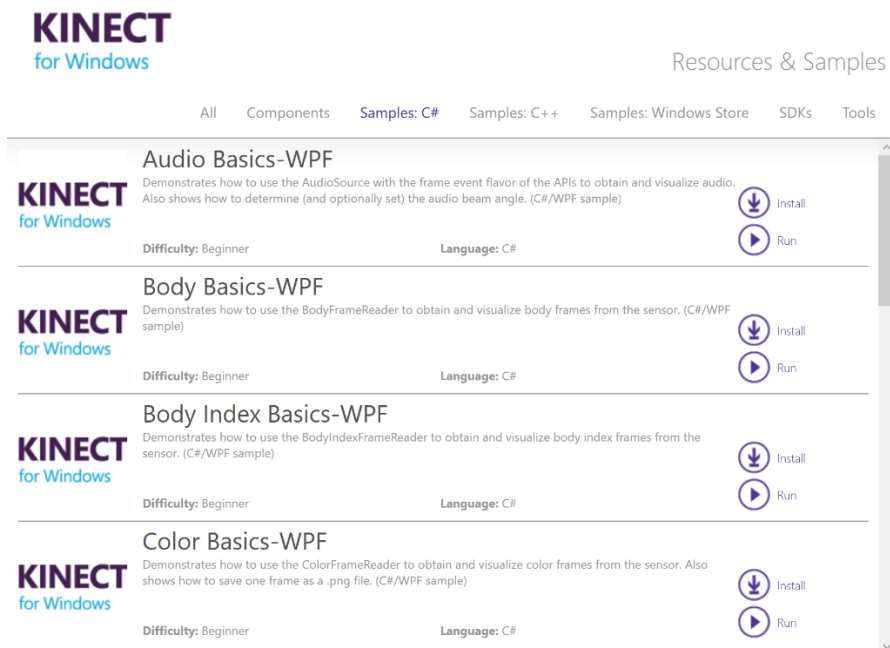 KINECT
for Windows
Resources & Samples
All Components Samples: C# Samples: C++ Samples: Windows Store SDKs Tools
KINECT
for Windows
Audio Basics-WPF
Demonstrates how to use the AudioSource with the frame event flavor of the APIs to obtain and visualize audio.
Also shows how to determine (and optionally set) the audio beam angle. (C#/WPF sample)
Difficulty: Beginner Language: C#
Install
Run
KINECT
for Windows
Body Basics-WPF
Demonstrates how to use the BodyFrameReader to obtain and visualize body frames from the sensor. (C#/WPF
sample)
Difficulty: Beginner Language: C#
Install
Run
KINECT
for Windows
Body Index Basics-WPF
Demonstrates how to use the BodyIndexFrameReader to obtain and visualize body index frames from the
sensor. (C#/WPF sample)
Difficulty: Beginner Language: C#
Install
Run
KINECT
for Windows
Color Basics-WPF
Demonstrates how to use the ColorFrameReader to obtain and visualize color frames from the sensor. Also
shows how to save one frame as a .png file. (C#/WPF sample)
Difficulty: Beginner Language: C#
Install
Run